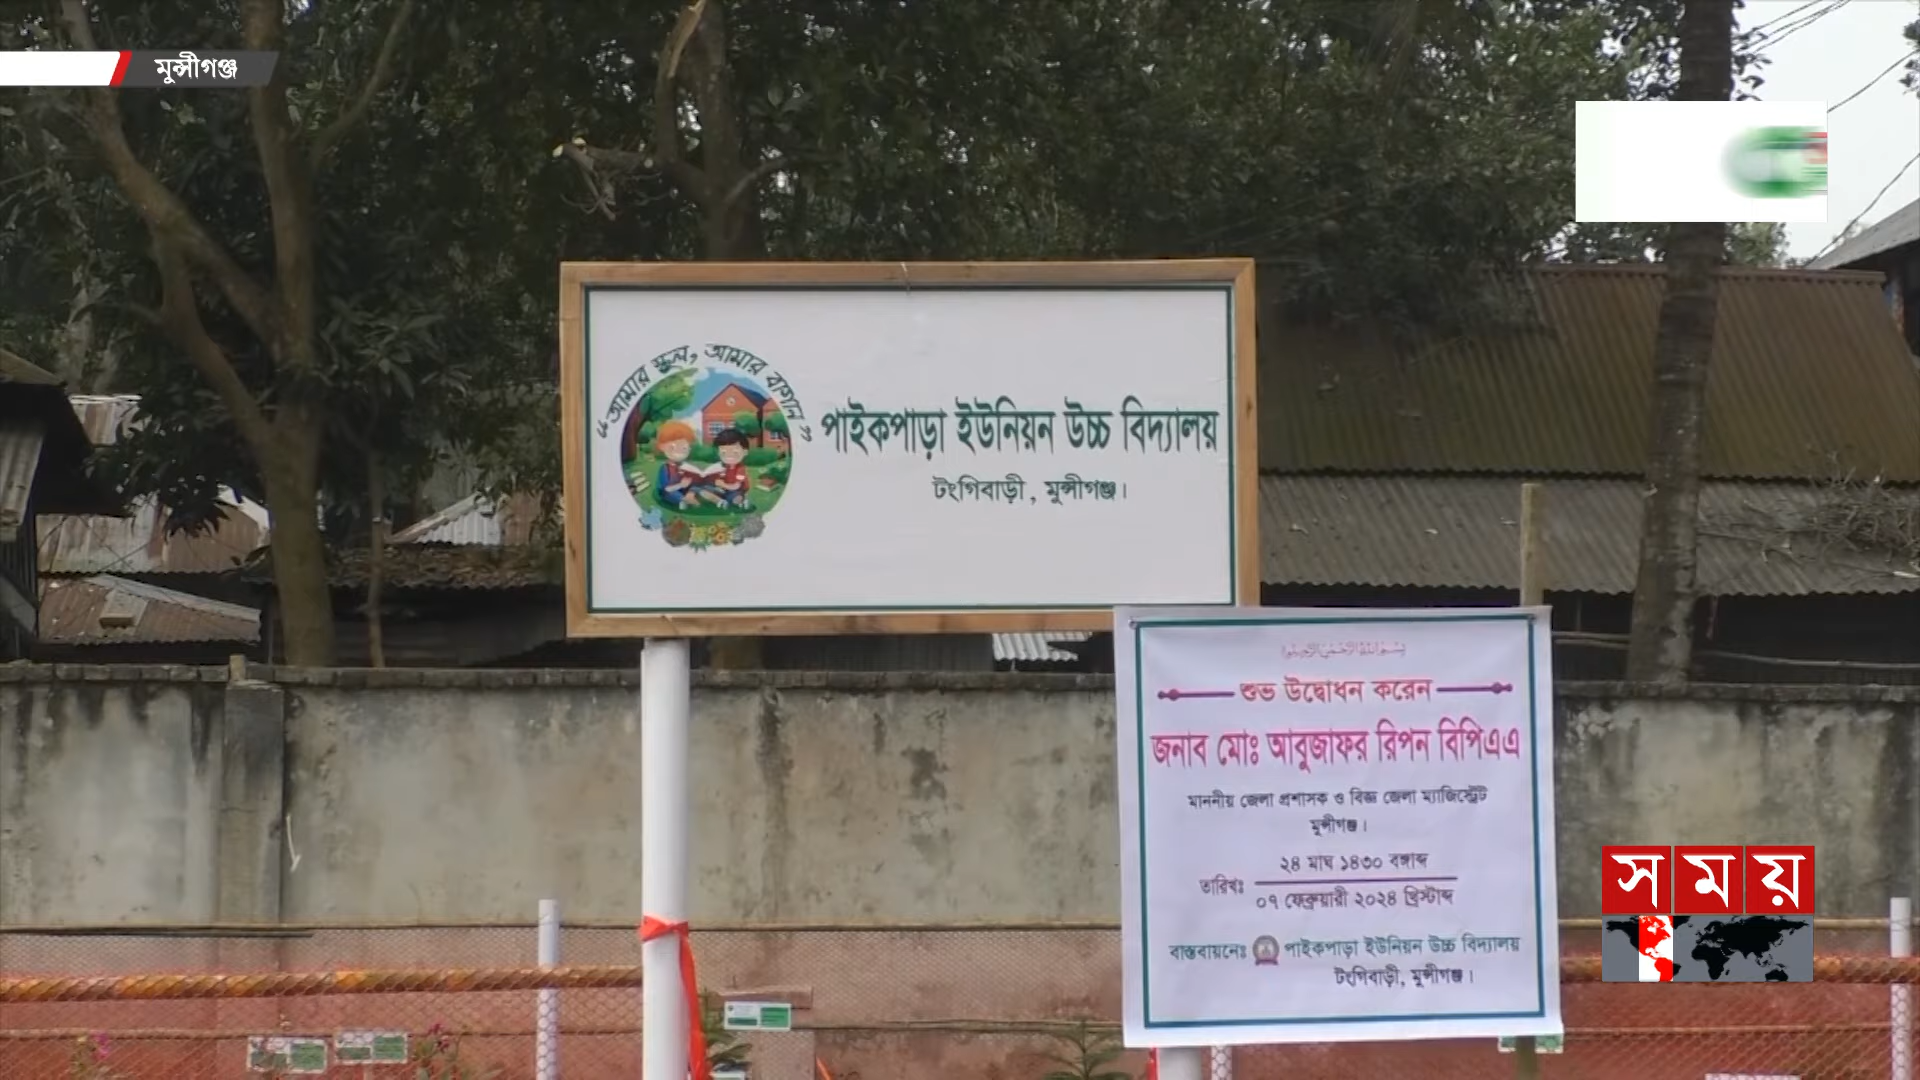 মুন্সীগঞ্জ
“আমার স্কুল, আমার বাগান”
পাইকপাড়া ইউনিয়ন উচ্চ বিদ্যালয়
টংগিবাড়ী, মুন্সীগঞ্জ।
শুভ উদ্বোধন করেন
জনাব মোঃ আবুজাফর রিপন বিপিএএ
মাননীয় জেলা প্রশাসক ও বিজ্ঞ জেলা ম্যাজিস্ট্রেট
মুন্সীগঞ্জ।
২৪ মাঘ ১৪৩০ বঙ্গাব্দ
তারিখঃ
০৭ ফেব্রুয়ারী ২০২৪ খ্রিস্টাব্দ
বাস্তবায়নেঃ পাইকপাড়া ইউনিয়ন উচ্চ বিদ্যালয়
টংগিবাড়ী, মুন্সীগঞ্জ।
সময়